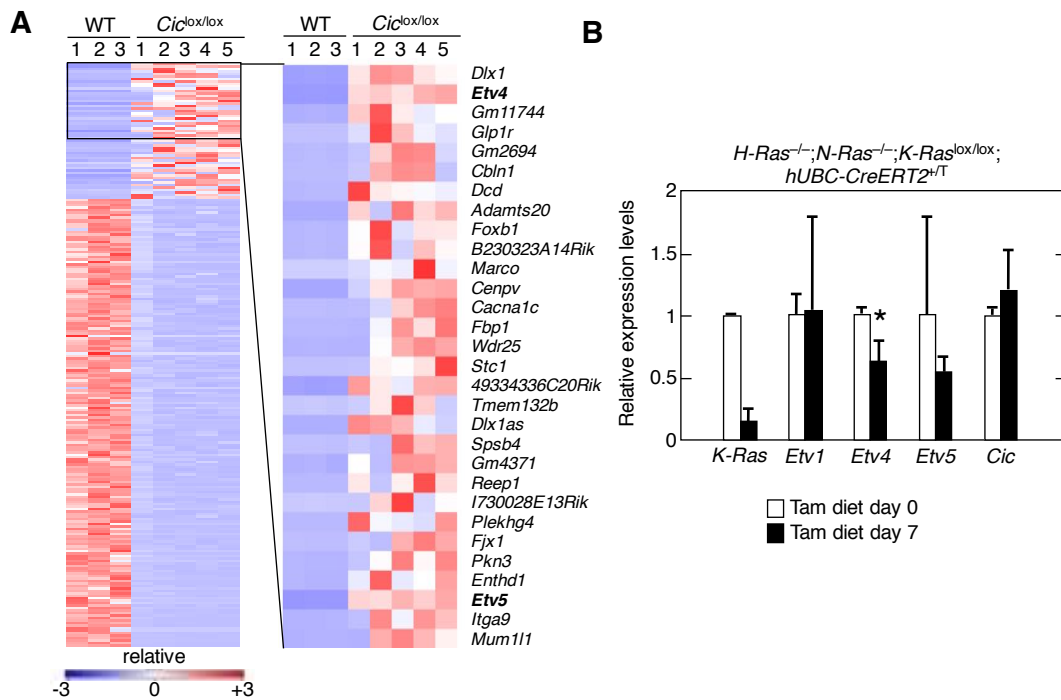 A
WT Cic^lox/lox
1 2 3 1 2 3 4 5
WT Cic^lox/lox
1 2 3 1 2 3 4 5
Dlx1
Etv4
Gm11744
Glp1r
Gm2694
Cbln1
Dcd
Adamts20
Foxb1
B230323A14Rik
Marco
Cenpv
Cacna1c
Fbp1
Wdr25
Stc1
49334336C20Rik
Tmem132b
Dlx1as
Spsb4
Gm4371
Reep1
I730028E13Rik
Plekhg4
Fjx1
Pkn3
Enthd1
Etv5
Itga9
Mum1l1
relative
-3 0 +3
B
H-Ras–/–;N-Ras–/–;K-Ras^lox/lox;
hUBC-CreERT2+/T
Relative expression levels
2
1.5
1
0.5
0
*
K-Ras Etv1 Etv4 Etv5 Cic
Tam diet day 0
Tam diet day 7